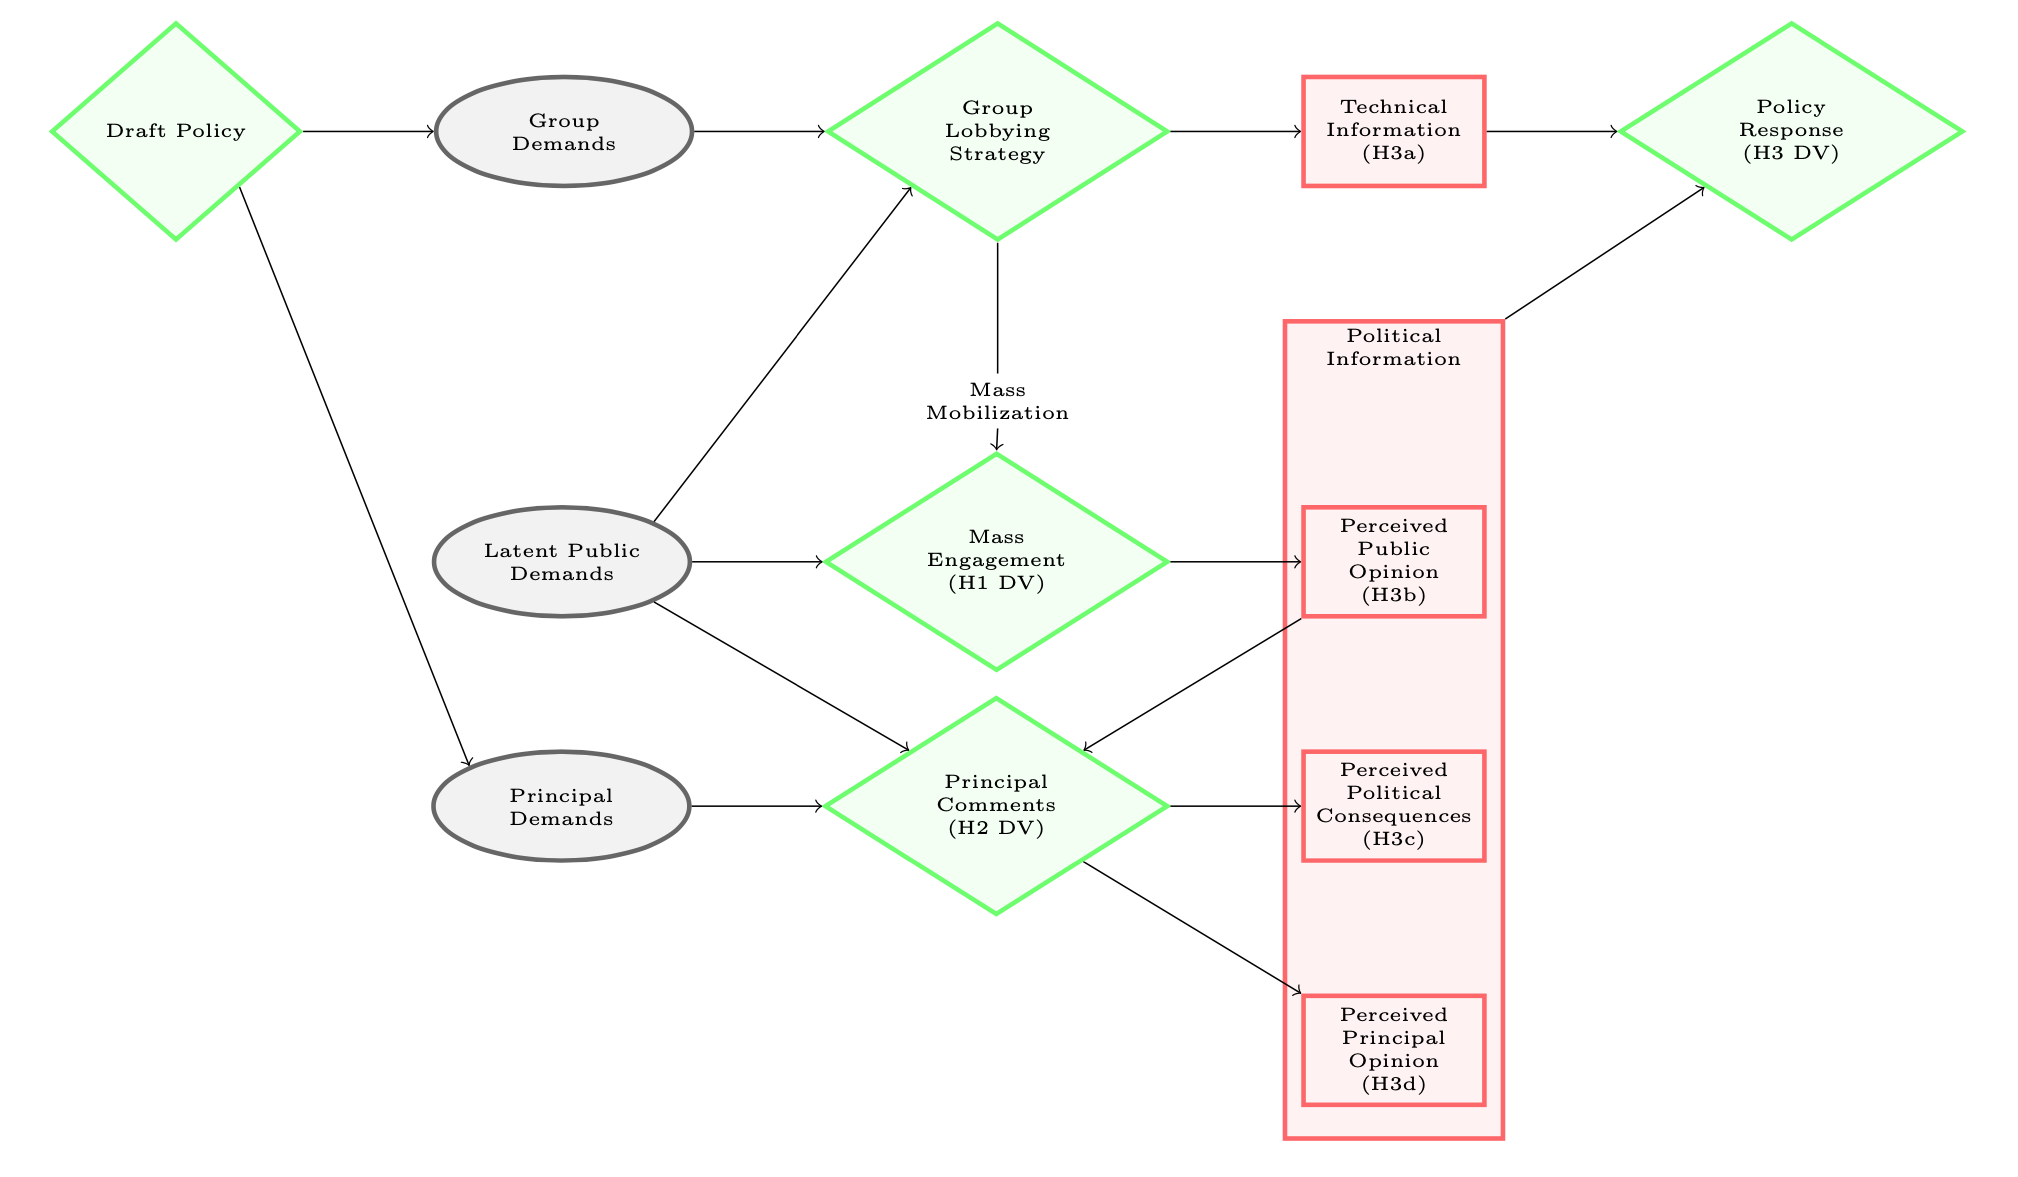 Draft Policy
Group
Demands
Group
Lobbying
Strategy
Technical
Information
(H3a)
Policy
Response
(H3 DV)
Political
Information
Mass
Mobilization
Latent Public
Demands
Mass
Engagement
(H1 DV)
Perceived
Public
Opinion
(H3b)
Principal
Demands
Principal
Comments
(H2 DV)
Perceived
Political
Consequences
(H3c)
Perceived
Principal
Opinion
(H3d)